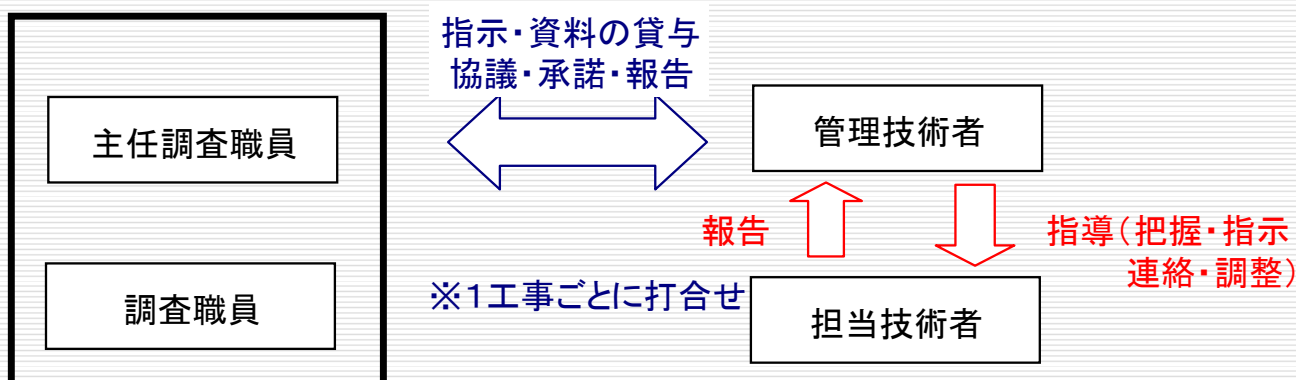 指示・資料の貸与
協議・承諾・報告
主任調査職員
管理技術者
報告
指導(把握・指示
連絡・調整)
調査職員
※1工事ごとに打合せ
担当技術者